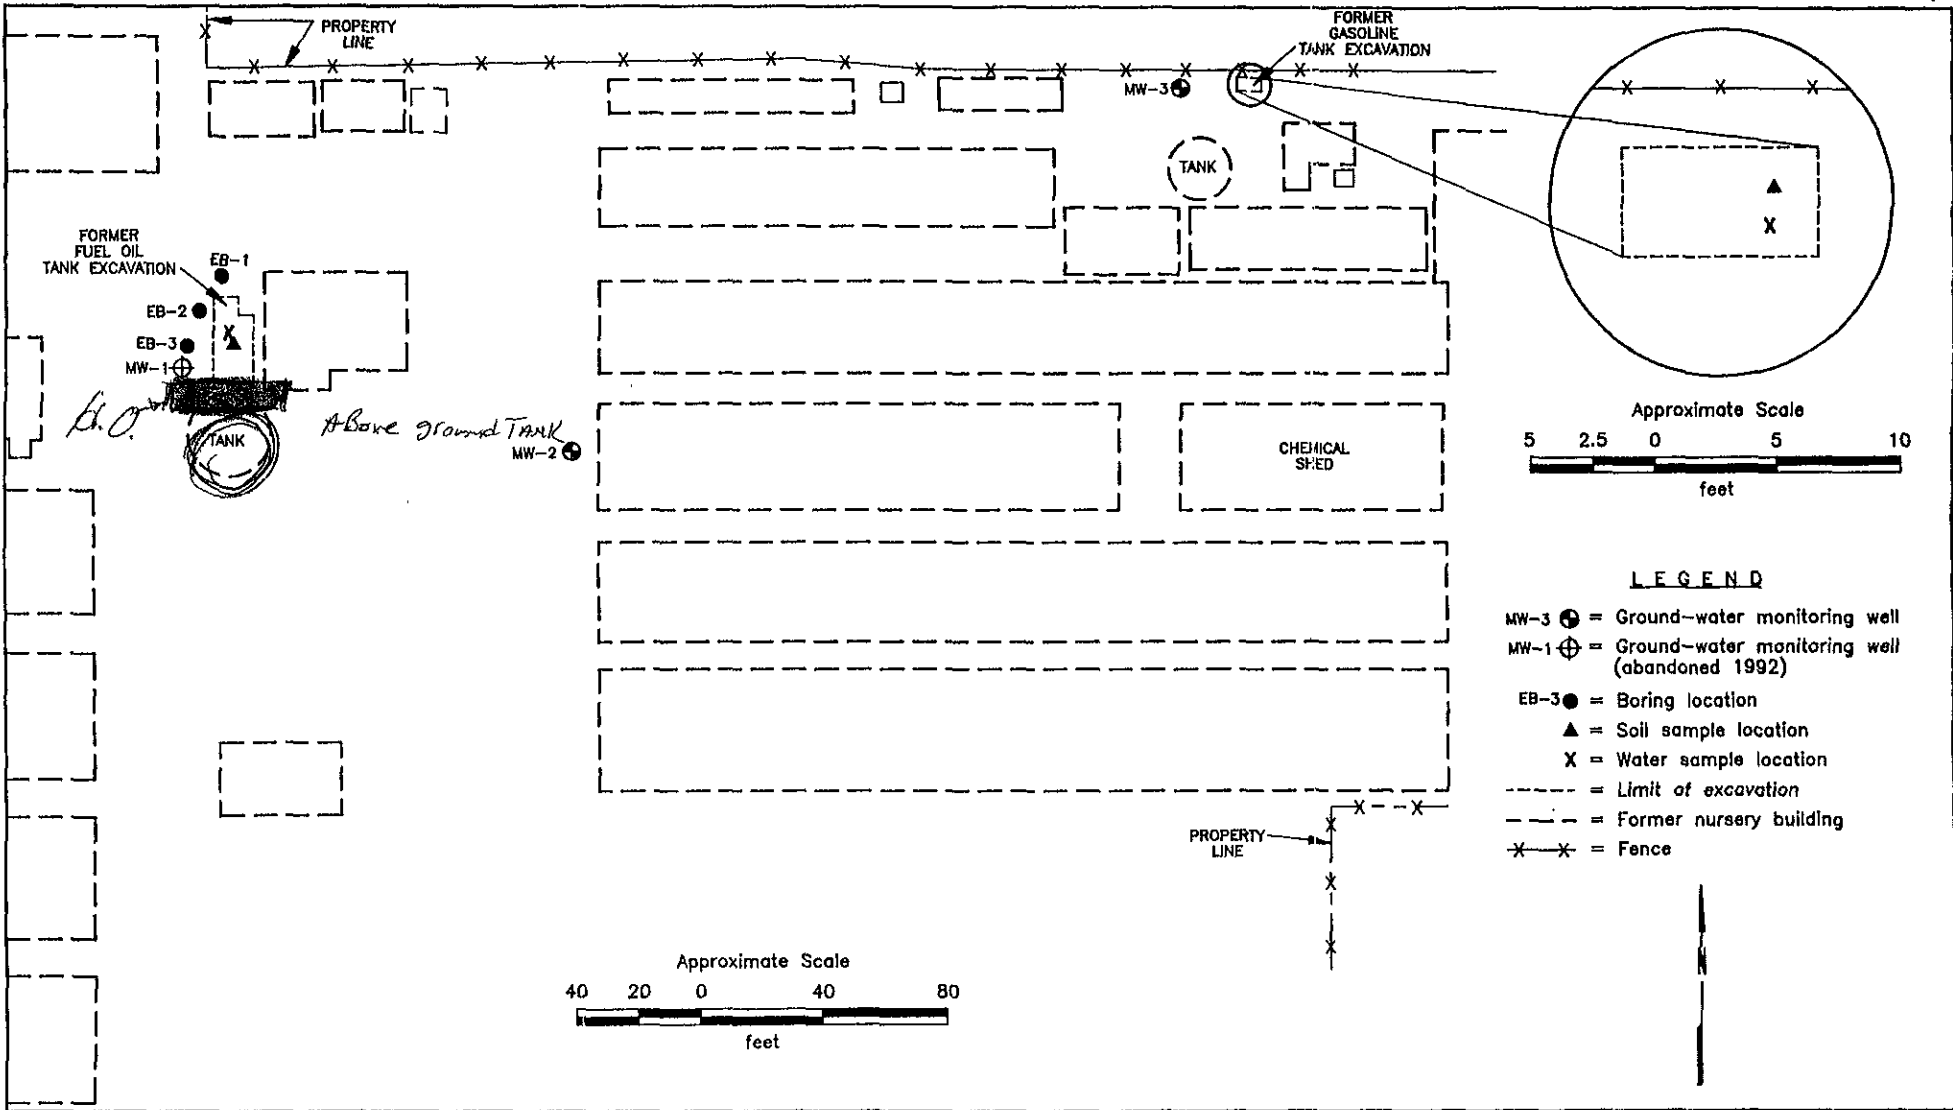 PROPERTY
LINE
FORMER
GASOLINE
TANK EXCAVATION
MW-3
TANK
FORMER
FUEL OIL
TANK EXCAVATION
EB-1
EB-2
EB-3
MW-1
TANK
Above ground TANK
MW-2
CHEMICAL
SHED
Approximate Scale
5 2.5 0 5 10
feet
LEGEND
MW-3 = Ground-water monitoring well
MW-1 = Ground-water monitoring well
(abandoned 1992)
EB-3 = Boring location
▲ = Soil sample location
X = Water sample location
= Limit of excavation
= Former nursery building
X X = Fence
PROPERTY
LINE
Approximate Scale
40 20 0 40 80
feet